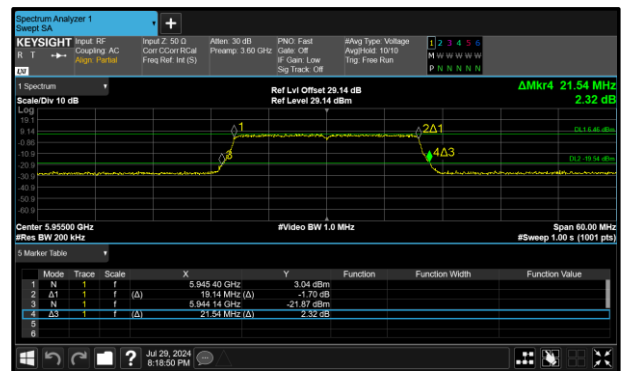 Spectrum Analyzer 1
Swept SA
+
KEYSIGHT Input: RF Input Z: 50 Ω Atten: 30 dB PNO: Fast #Avg Type: Voltage 1 2 3 4 5 6
R T Coupling: AC Corr CCorr RCal Preamp: 3.60 GHz Gate: Off Avg|Hold: 10/10 M W W W W W
Align: Partial Freq Ref: Int (S) IF Gain: Low Trig: Free Run P N N N N N
Sig Track: Off
LXI
1 Spectrum Ref Lvl Offset 29.14 dB ΔMkr4 21.54 MHz
Scale/Div 10 dB Ref Level 29.14 dBm 2.32 dB
Log
19.1
9.14 1 2Δ1 DL1 6.46 dBm
-0.86
-10.9 3 4Δ3
-20.9 DL2 -19.54 dBm
-30.9
-40.9
-50.9
-60.9
Center 5.95500 GHz #Video BW 1.0 MHz Span 60.00 MHz
#Res BW 200 kHz #Sweep 1.00 s (1001 pts)
5 Marker Table
Mode Trace Scale X Y Function Function Width Function Value
1 N 1 f 5.945 40 GHz 3.04 dBm
2 Δ1 1 f (Δ) 19.14 MHz (Δ) -1.70 dB
3 N 1 f 5.944 14 GHz -21.87 dBm
4 Δ3 1 f (Δ) 21.54 MHz (Δ) 2.32 dB
5
6
? Jul 29, 2024
8:18:50 PM